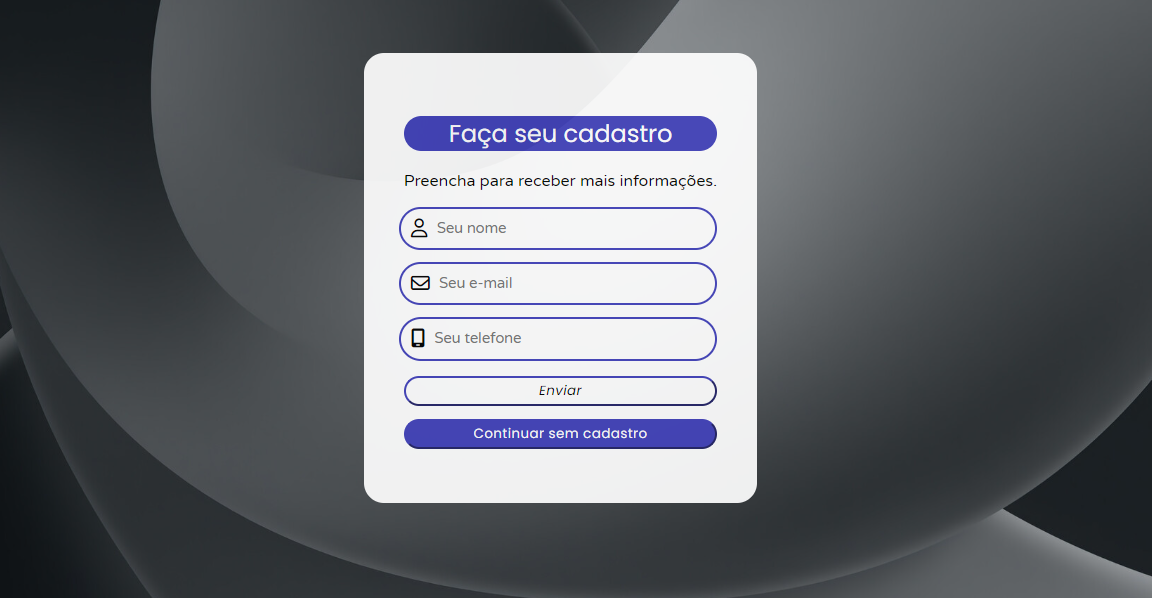 Faça seu cadastro
Preencha para receber mais informações.
Seu nome
Seu e-mail
Seu telefone
Enviar
Continuar sem cadastro